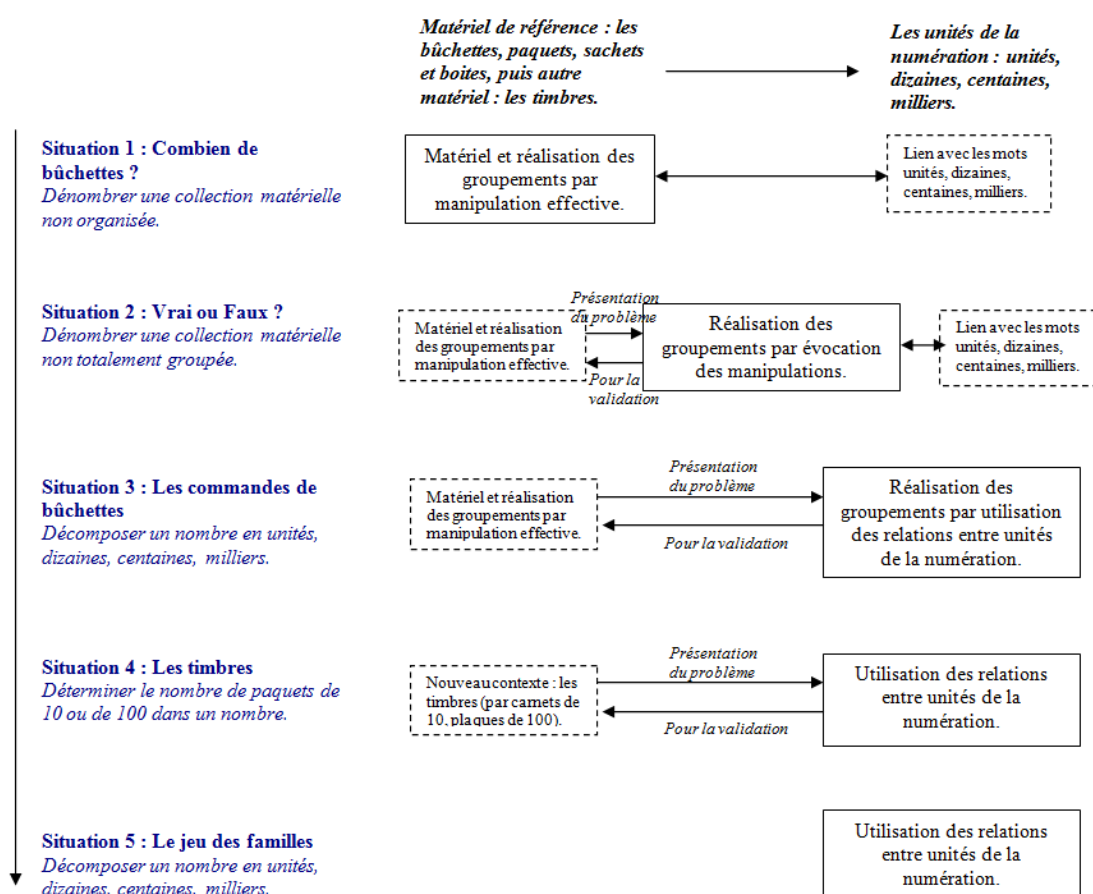 Matériel de référence : les
bûchettes, paquets, sachets
et boites, puis autre
matériel : les timbres.
Les unités de la
numération : unités,
dizaines, centaines,
milliers.
Situation 1 : Combien de
bûchettes ?
Dénombrer une collection matérielle
non organisée.
Matériel et réalisation des
groupements par
manipulation effective.
Lien avec les mots
unités, dizaines,
centaines, milliers.
Situation 2 : Vrai ou Faux ?
Dénombrer une collection matérielle
non totalement groupée.
Matériel et réalisation
des groupements par
manipulation effective.
Présentation
du problème
Pour la
validation
Réalisation des
groupements par évocation
des manipulations.
Lien avec les mots
unités, dizaines,
centaines, milliers.
Situation 3 : Les commandes de
bûchettes
Décomposer un nombre en unités,
dizaines, centaines, milliers.
Matériel et réalisation
des groupements par
manipulation effective.
Présentation
du problème
Pour la validation
Réalisation des
groupements par utilisation
des relations entre unités
de la numération.
Situation 4 : Les timbres
Déterminer le nombre de paquets de
10 ou de 100 dans un nombre.
Nouveau contexte : les
timbres (par carnets de
10, plaques de 100).
Présentation
du problème
Pour la validation
Utilisation des relations
entre unités de la
numération.
Situation 5 : Le jeu des familles
Décomposer un nombre en unités,
dizaines, centaines, milliers.
Utilisation des relations
entre unités de la
numération.